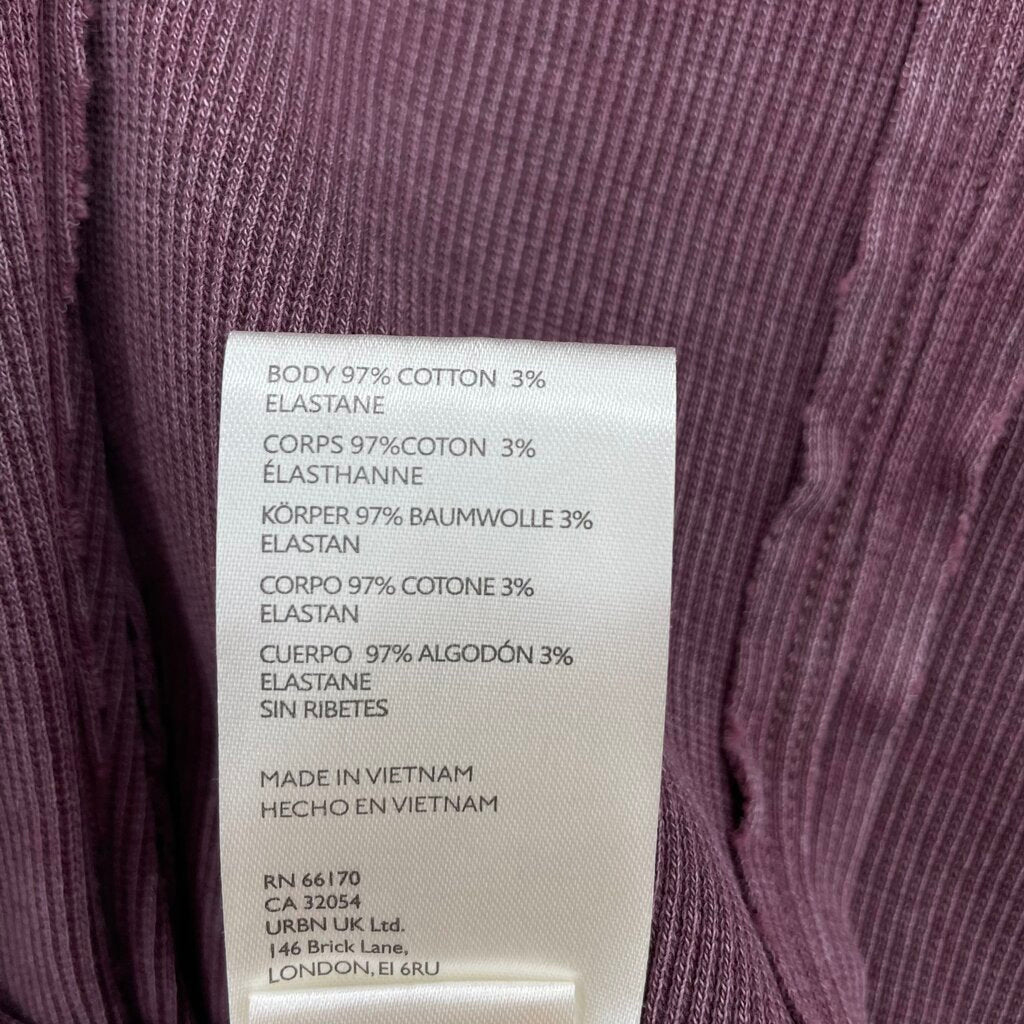 BODY 97% COTTON 3%
ELASTANE
CORPS 97%COTON 3%
ÉLASTHANNE
KÖRPER 97% BAUMWOLLE 3%
ELASTAN
CORPO 97% COTONE 3%
ELASTAN
CUERPO 97% ALGODÓN 3%
ELASTANE
SIN RIBETES
MADE IN VIETNAM
HECHO EN VIETNAM
RN 66170
CA 32054
URBN UK Ltd.
146 Brick Lane,
LONDON, E1 6RU